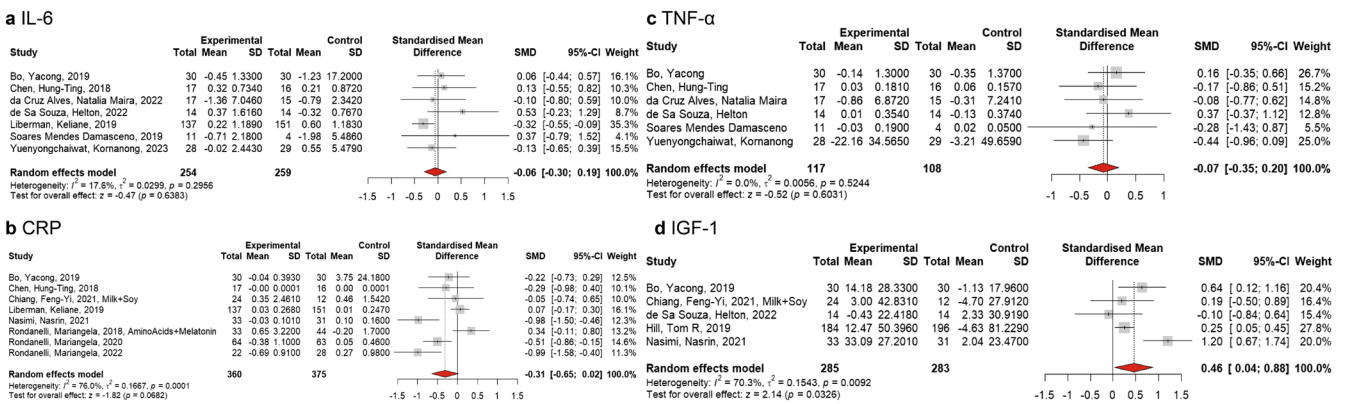 a IL-6
Experimental Control Standardised Mean
Study Total Mean SD Total Mean SD Difference SMD 95%-CI Weight
Bo, Yacong, 2019 30 -0.45 1.3300 30 -1.23 17.2000 0.06 [-0.44; 0.57] 16.1%
Chen, Hung-Ting, 2018 17 0.32 0.7340 16 0.21 0.8720 0.13 [-0.55; 0.82] 10.0%
da Cruz Alves, Natalia Maira, 2022 17 -1.36 7.0460 15 -0.79 2.3420 -0.10 [-0.80; 0.59] 9.8%
de Sa Souza, Helton, 2022 14 0.37 1.6160 14 -0.32 0.7670 0.53 [-0.23; 1.29] 8.5%
Liberman, Keliane, 2019 137 0.22 1.1890 151 0.60 1.1830 -0.32 [-0.55; -0.09] 35.3%
Soares Mendes Damasceno, 2019 11 -0.71 2.1800 4 -1.98 5.4860 0.37 [-0.79; 1.52] 4.9%
Yuenyongchaiwat, Kornanong, 2023 28 -0.02 2.4430 29 0.55 5.4790 -0.13 [-0.65; 0.39] 15.5%
Random effects model 254 259 -0.06 [-0.30; 0.19] 100.0%
Heterogeneity: I² = 17.6%, τ² = 0.0299, p = 0.2956
Test for overall effect: z = -0.47 (p = 0.6383)
-1.5 -1 -0.5 0 0.5 1 1.5
b CRP
Experimental Control Standardised Mean
Study Total Mean SD Total Mean SD Difference SMD 95%-CI Weight
Bo, Yacong, 2019 30 -0.04 0.3930 30 3.75 24.1800 -0.22 [-0.73; 0.29] 12.5%
Chen, Hung-Ting, 2018 17 -0.00 0.0001 16 0.00 0.0001 -0.29 [-0.98; 0.40] 10.1%
Chiang, Feng-Yi, 2021, Milk+Soy 24 0.35 2.4610 12 0.46 1.5420 -0.05 [-0.74; 0.65] 10.0%
Liberman, Keliane, 2019 137 0.03 0.2680 151 0.01 0.2470 0.07 [-0.17; 0.30] 16.2%
Nasimi, Nasrin, 2021 33 -0.03 0.1010 31 0.10 0.1600 -0.98 [-1.50; -0.46] 12.3%
Rondanelli, Mariangela, 2018, AminoAcids+Melatonin 33 0.65 3.2200 44 -0.20 1.7000 0.34 [-0.11; 0.80] 13.2%
Rondanelli, Mariangela, 2020 64 -0.38 1.1000 63 0.05 0.4600 -0.51 [-0.86; -0.15] 14.5%
Rondanelli, Mariangela, 2022 22 -0.69 0.9100 28 0.27 0.9800 -0.99 [-1.58; -0.40] 11.3%
Random effects model 360 375 -0.31 [-0.65; 0.02] 100.0%
Heterogeneity: I² = 76.0%, τ² = 0.1667, p = 0.0001
Test for overall effect: z = -1.82 (p = 0.0682)
-1.5 -1 -0.5 0 0.5 1 1.5
c TNF-α
Experimental Control Standardised Mean
Study Total Mean SD Total Mean SD Difference SMD 95%-CI Weight
Bo, Yacong 30 -0.14 1.3000 30 -0.35 1.3700 0.16 [-0.35; 0.66] 26.7%
Chen, Hung-Ting 17 0.03 0.1810 16 0.06 0.1570 -0.17 [-0.86; 0.51] 15.2%
da Cruz Alves, Natalia Maira 17 -0.86 6.8720 15 -0.31 7.2410 -0.08 [-0.77; 0.62] 14.8%
de Sa Souza, Helton 14 0.01 0.3540 14 -0.13 0.3740 0.37 [-0.37; 1.12] 12.8%
Soares Mendes Damasceno 11 -0.03 0.1900 4 0.02 0.0500 -0.28 [-1.43; 0.87] 5.5%
Yuenyongchaiwat, Kornanong 28 -22.16 34.5650 29 -3.21 49.6590 -0.44 [-0.96; 0.09] 25.0%
Random effects model 117 108 -0.07 [-0.35; 0.20] 100.0%
Heterogeneity: I² = 0.0%, τ² = 0.0056, p = 0.5244
Test for overall effect: z = -0.52 (p = 0.6031)
-1 -0.5 0 0.5 1
d IGF-1
Experimental Control Standardised Mean
Study Total Mean SD Total Mean SD Difference SMD 95%-CI Weight
Bo, Yacong, 2019 30 14.18 28.3300 30 -1.13 17.9600 0.64 [0.12; 1.16] 20.4%
Chiang, Feng-Yi, 2021, Milk+Soy 24 3.00 42.8310 12 -4.70 27.9120 0.19 [-0.50; 0.89] 16.4%
de Sa Souza, Helton, 2022 14 -0.43 22.4180 14 2.33 30.9190 -0.10 [-0.84; 0.64] 15.4%
Hill, Tom R, 2019 184 12.47 50.3960 196 -4.63 81.2290 0.25 [0.05; 0.45] 27.8%
Nasimi, Nasrin, 2021 33 33.09 27.2010 31 2.04 23.4700 1.20 [0.67; 1.74] 20.0%
Random effects model 285 283 0.46 [0.04; 0.88] 100.0%
Heterogeneity: I² = 70.3%, τ² = 0.1543, p = 0.0092
Test for overall effect: z = 2.14 (p = 0.0326)
-1.5 -1 -0.5 0 0.5 1 1.5